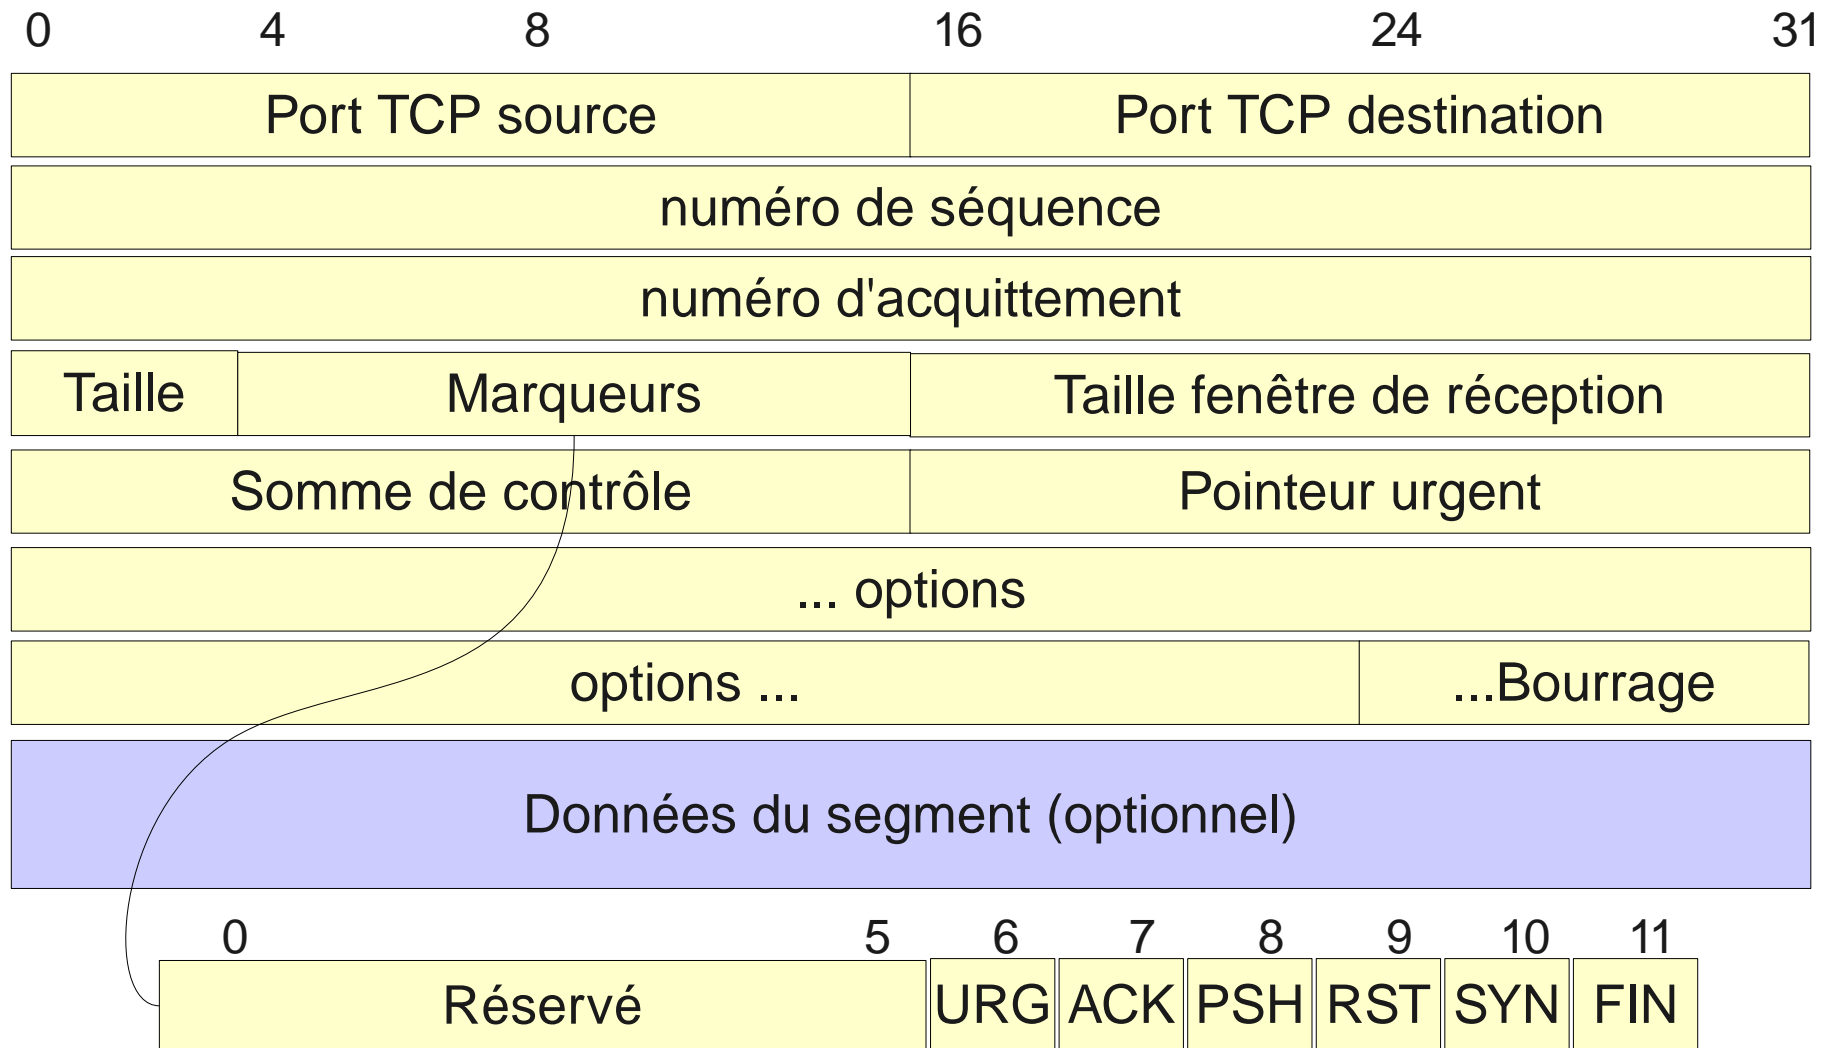 0 4 8 16 24 31
Port TCP source Port TCP destination
numéro de séquence
numéro d'acquittement
Taille Marqueurs Taille fenêtre de réception
Somme de contrôle Pointeur urgent
... options
options ... ...Bourrage
Données du segment (optionnel)
0 5 6 7 8 9 10 11
Réservé URG ACK PSH RST SYN FIN